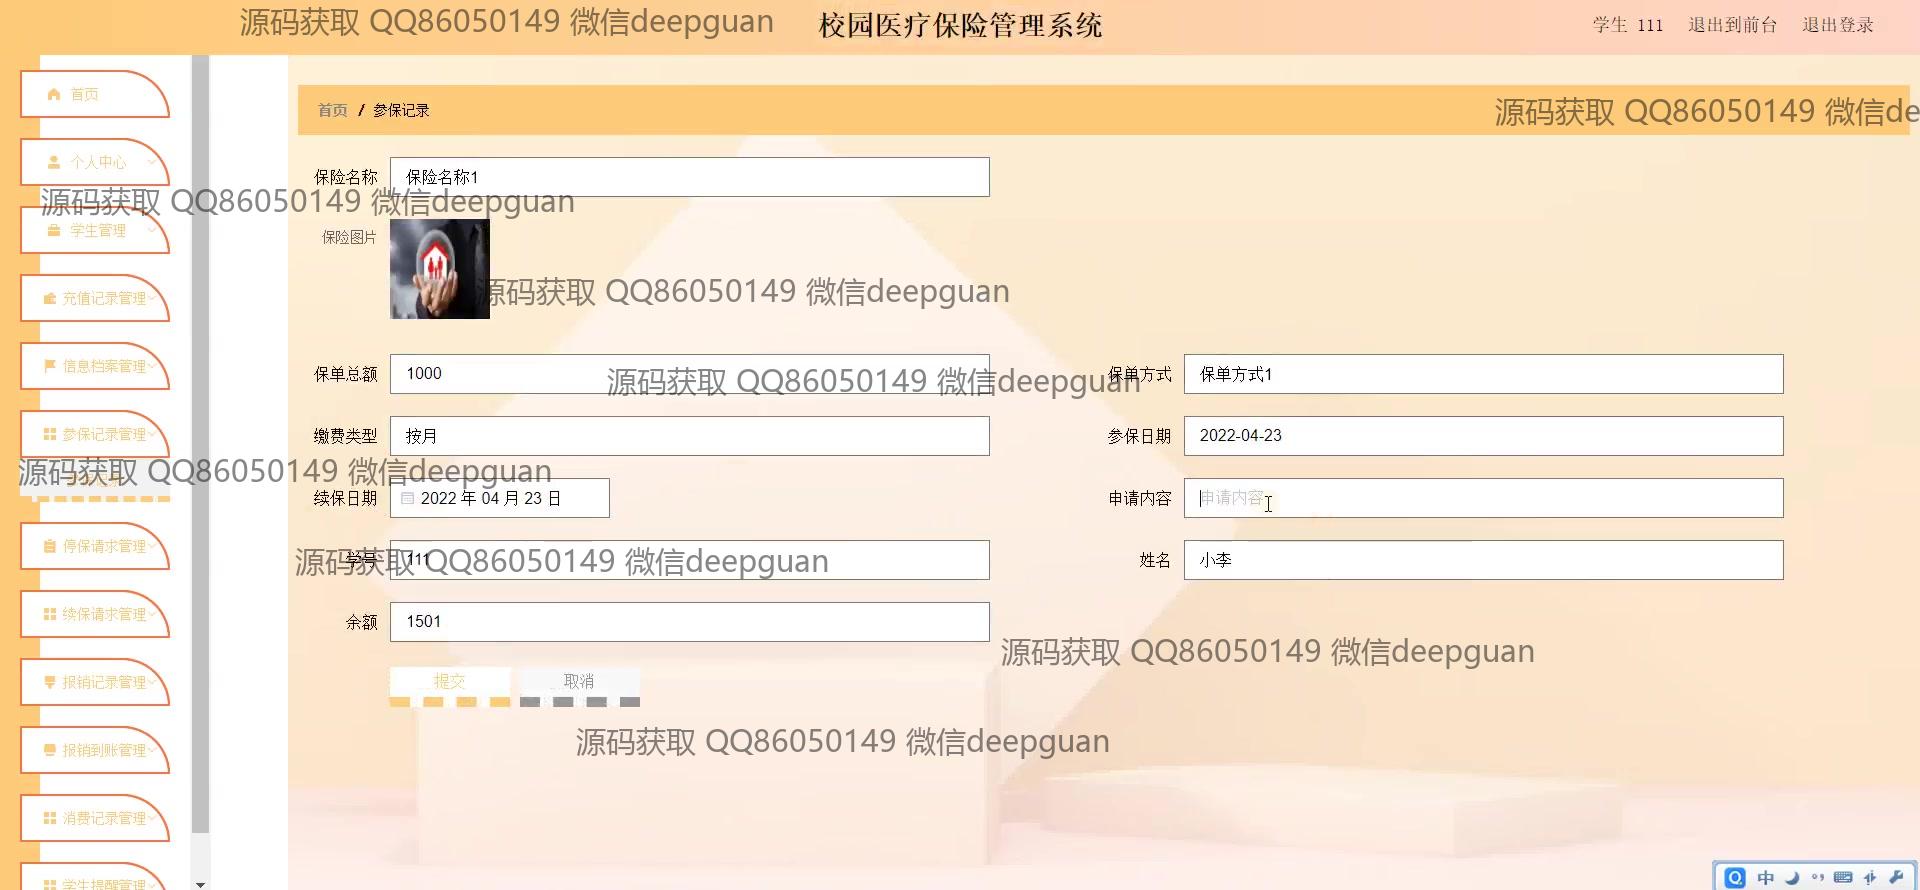 源码获取 QQ86050149 微信deepguan
校园医疗保险管理系统
学生 111 退出到前台 退出登录
首页
个人中心
源码获取 QQ86050149 微信deepguan
学生管理
充值记录管理
信息档案管理
参保记录管理
源码获取 QQ86050149 微信deepguan
停保请求管理
续保请求管理
报销记录管理
报销到账管理
消费记录管理
学生提醒管理
首页 / 参保记录
源码获取 QQ86050149 微信de
保险名称 保险名称1
保险图片
源码获取 QQ86050149 微信deepguan
保单总额 1000
保单方式 保单方式1
源码获取 QQ86050149 微信deepguan
缴费类型 按月
参保日期 2022-04-23
续保日期 2022 年 04 月 23 日
申请内容 申请内容
学号 111
源码获取 QQ86050149 微信deepguan
姓名 小李
余额 1501
源码获取 QQ86050149 微信deepguan
提交 取消
源码获取 QQ86050149 微信deepguan
中